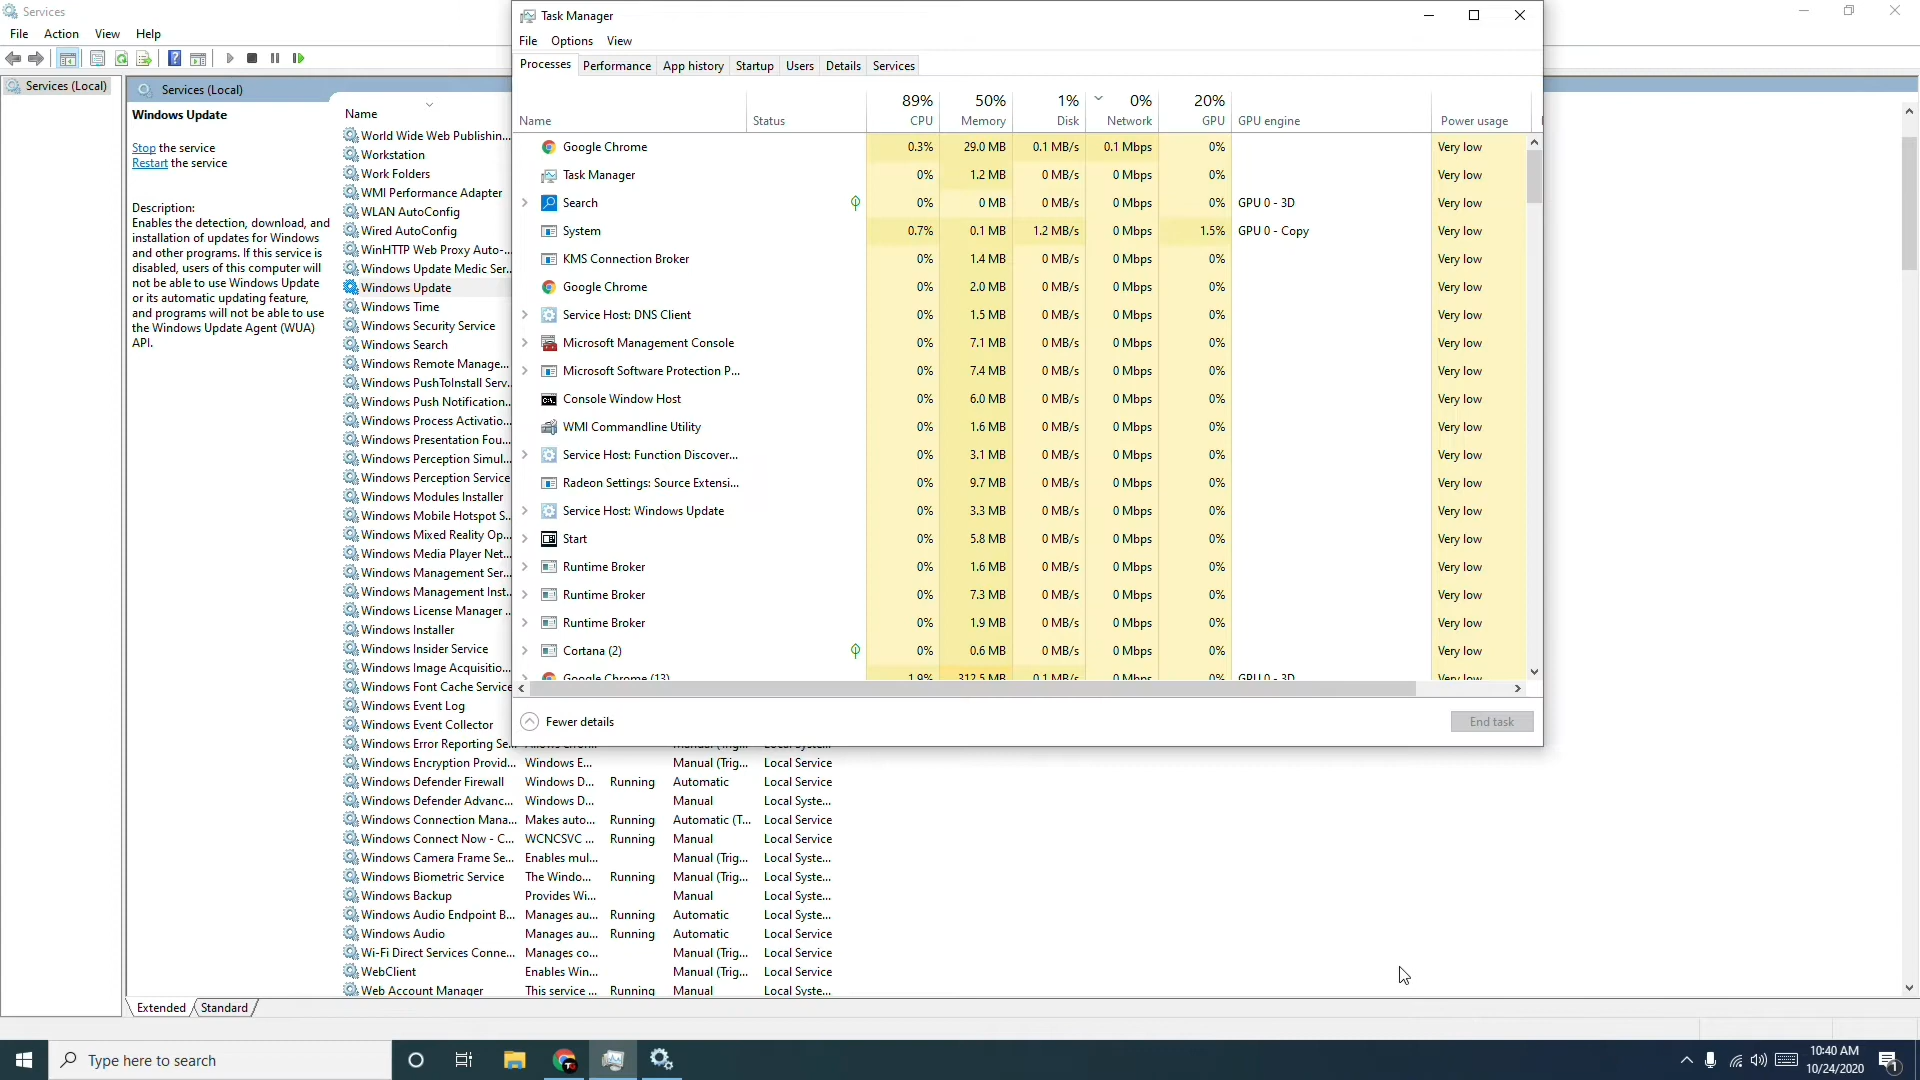 Services
File Action View Help
Services (Local)
Services (Local)
Windows Update
Stop the service
Restart the service
Description:
Enables the detection, download, and
installation of updates for Windows
and other programs. If this service is
disabled, users of this computer will
not be able to use Windows Update
or its automatic updating feature,
and programs will not be able to use
the Windows Update Agent (WUA)
API.
Name
World Wide Web Publishin...
Workstation
Work Folders
WMI Performance Adapter
WLAN AutoConfig
Wired AutoConfig
WinHTTP Web Proxy Auto-...
Windows Update Medic Ser...
Windows Update
Windows Time
Windows Security Service
Windows Search
Windows Remote Manage...
Windows PushToInstall Serv...
Windows Push Notification...
Windows Process Activatio...
Windows Presentation Fou...
Windows Perception Simul...
Windows Perception Service
Windows Modules Installer
Windows Mobile Hotspot S...
Windows Mixed Reality Op...
Windows Media Player Net...
Windows Management Ser...
Windows Management Inst...
Windows License Manager ...
Windows Installer
Windows Insider Service
Windows Image Acquisitio...
Windows Font Cache Service
Windows Event Log
Windows Event Collector
Windows Error Reporting Se...
Windows Encryption Provid... Windows E... Manual (Trig... Local Service
Windows Defender Firewall Windows D... Running Automatic Local Service
Windows Defender Advanc... Windows D... Manual Local Syste...
Windows Connection Mana... Makes auto... Running Automatic (T... Local Service
Windows Connect Now - C... WCNCSVC ... Running Manual Local Service
Windows Camera Frame Se... Enables mul... Manual (Trig... Local Syste...
Windows Biometric Service The Windo... Running Manual (Trig... Local Syste...
Windows Backup Provides Wi... Manual Local Syste...
Windows Audio Endpoint B... Manages au... Running Automatic Local Syste...
Windows Audio Manages au... Running Automatic Local Service
Wi-Fi Direct Services Conne... Manages co... Manual (Trig... Local Service
WebClient Enables Win... Manual (Trig... Local Service
Web Account Manager This service ... Running Manual Local Syste...
Extended Standard
Task Manager
File Options View
Processes Performance App history Startup Users Details Services
89% 50% 1% 0% 20%
Name Status CPU Memory Disk Network GPU GPU engine Power usage
Google Chrome 0.3% 29.0 MB 0.1 MB/s 0.1 Mbps 0% Very low
Task Manager 0% 1.2 MB 0 MB/s 0 Mbps 0% Very low
Search 0% 0 MB 0 MB/s 0 Mbps 0% GPU 0 - 3D Very low
System 0.7% 0.1 MB 1.2 MB/s 0 Mbps 1.5% GPU 0 - Copy Very low
KMS Connection Broker 0% 1.4 MB 0 MB/s 0 Mbps 0% Very low
Google Chrome 0% 2.0 MB 0 MB/s 0 Mbps 0% Very low
Service Host: DNS Client 0% 1.5 MB 0 MB/s 0 Mbps 0% Very low
Microsoft Management Console 0% 7.1 MB 0 MB/s 0 Mbps 0% Very low
Microsoft Software Protection P... 0% 7.4 MB 0 MB/s 0 Mbps 0% Very low
Console Window Host 0% 6.0 MB 0 MB/s 0 Mbps 0% Very low
WMI Commandline Utility 0% 1.6 MB 0 MB/s 0 Mbps 0% Very low
Service Host: Function Discover... 0% 3.1 MB 0 MB/s 0 Mbps 0% Very low
Radeon Settings: Source Extensi... 0% 9.7 MB 0 MB/s 0 Mbps 0% Very low
Service Host: Windows Update 0% 3.3 MB 0 MB/s 0 Mbps 0% Very low
Start 0% 5.8 MB 0 MB/s 0 Mbps 0% Very low
Runtime Broker 0% 1.6 MB 0 MB/s 0 Mbps 0% Very low
Runtime Broker 0% 7.3 MB 0 MB/s 0 Mbps 0% Very low
Runtime Broker 0% 1.9 MB 0 MB/s 0 Mbps 0% Very low
Cortana (2) 0% 0.6 MB 0 MB/s 0 Mbps 0% Very low
Google Chrome (13) 1.9% 312.5 MB 0.1 MB/s 0 Mbps 0% GPU 0 - 3D Very low
Fewer details End task
Type here to search
10:40 AM
10/24/2020
1